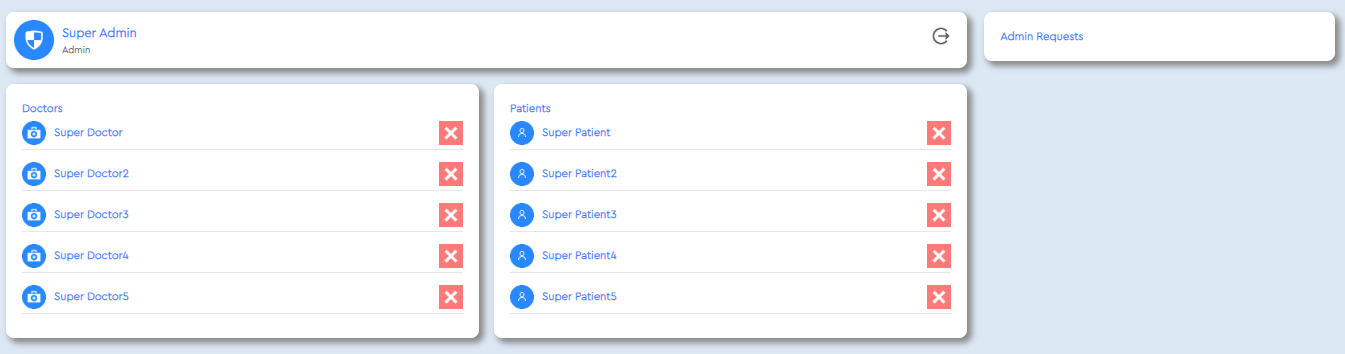 Super Admin
Admin
Admin Requests
Doctors
Super Doctor
Super Doctor2
Super Doctor3
Super Doctor4
Super Doctor5
Patients
Super Patient
Super Patient2
Super Patient3
Super Patient4
Super Patient5